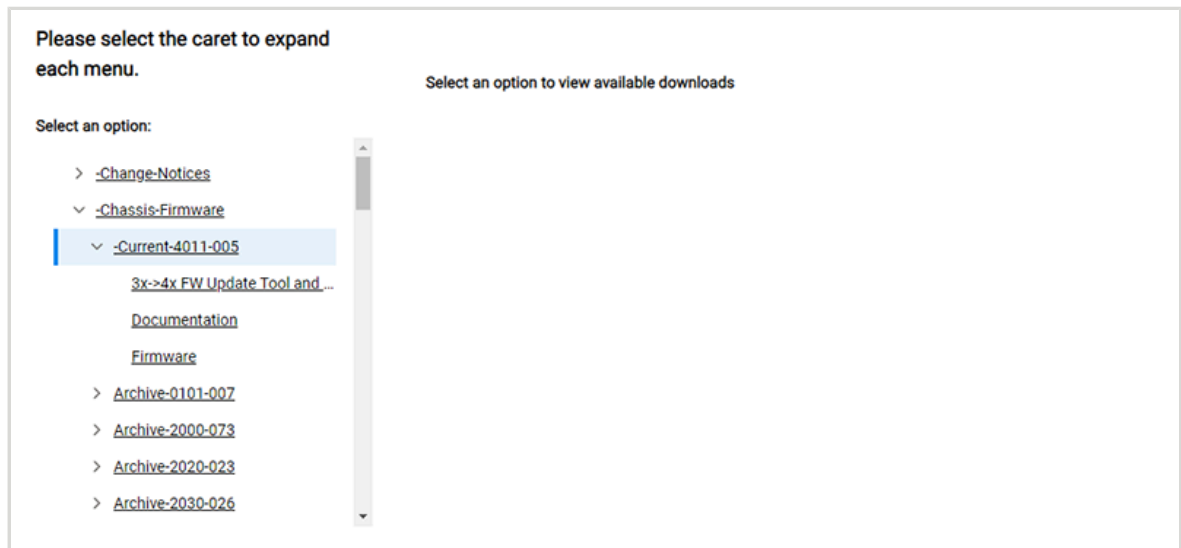 Please select the caret to expand
each menu.
Select an option to view available downloads
Select an option:
-Change-Notices
-Chassis-Firmware
-Current-4011-005
3x->4x FW Update Tool and ...
Documentation
Firmware
Archive-0101-007
Archive-2000-073
Archive-2020-023
Archive-2030-026